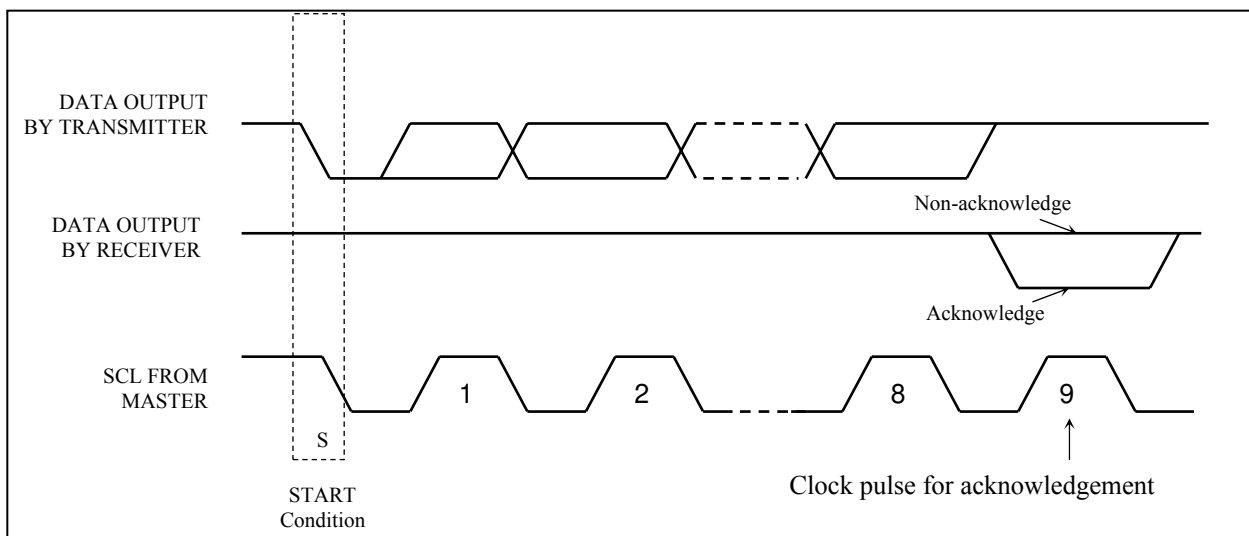 DATA OUTPUT
BY TRANSMITTER
Non-acknowledge
DATA OUTPUT
BY RECEIVER
Acknowledge
SCL FROM
MASTER
1
2
8
9
S
START
Condition
Clock pulse for acknowledgement